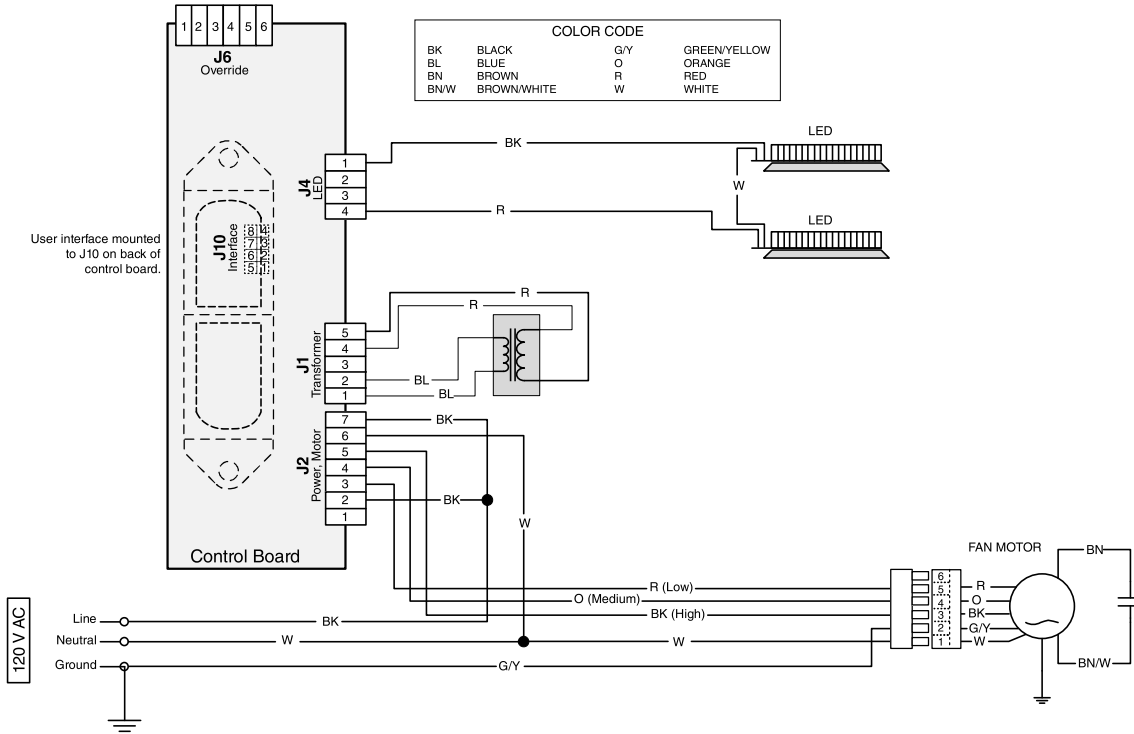 1 2 3 4 5 6
J6
Override
COLOR CODE
BK BLACK G/Y GREEN/YELLOW
BL BLUE O ORANGE
BN BROWN R RED
BN/W BROWN/WHITE W WHITE
LED
BK
1
2
3
4
J4
LED
W
R
LED
User interface mounted
to J10 on back of
control board.
J10
Interface
8 4
7 3
6 2
5 1
R
R
5
4
3
2
1
J1
Transformer
BL
BL
7
6
5
4
3
2
1
J2
Power, Motor
BK
BK
W
Control Board
FAN MOTOR
BN
R (Low)
O (Medium)
BK (High)
6
5
4
3
2
1
R
O
BK
G/Y
W
BN/W
120 V AC
Line
BK
Neutral
W
W
Ground
G/Y